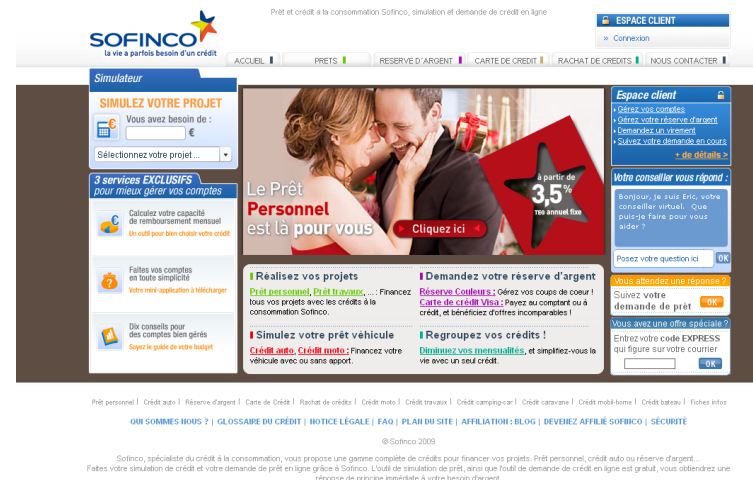 Prêt et crédit à la consommation Sofinco, simulation et demande de crédit en ligne
SOFINCO
la vie a parfois besoin d'un crédit
ESPACE CLIENT
» Connexion
ACCUEIL
PRETS
RESERVE D'ARGENT
CARTE DE CREDIT
RACHAT DE CREDITS
NOUS CONTACTER
Simulateur
SIMULEZ VOTRE PROJET
Vous avez besoin de :
€
Sélectionnez votre projet ...
3 services EXCLUSIFS
pour mieux gérer vos comptes
Calculez votre capacité
de remboursement mensuel
Un outil pour bien choisir votre crédit
Faites vos comptes
en toute simplicité
Votre mini-application à télécharger
Dix conseils pour
des comptes bien gérés
Soyez le guide de votre budget
Le Prêt
Personnel
est là pour vous
à partir de
3,5%
TEG annuel fixe
Cliquez ici
Réalisez vos projets
Prêt personnel, Prêt travaux, ... : Financez
tous vos projets avec les crédits à la
consommation Sofinco.
Demandez votre réserve d'argent
Réserve Couleurs : Gérez vos coups de coeur !
Carte de crédit Visa : Payez au comptant ou à
crédit, et bénéficiez d'offres incomparables !
Simulez votre prêt véhicule
Crédit auto, Crédit moto : Financez votre
véhicule avec ou sans apport.
Regroupez vos crédits !
Diminuez vos mensualités, et simplifiez-vous la
vie avec un seul crédit.
Espace client
Gérez vos comptes
Gérez votre réserve d'argent
Demandez un virement
Suivez votre demande en cours
+ de détails >
Votre conseiller vous répond :
Bonjour, je suis Eric, votre
conseiller virtuel. Que
puis-je faire pour vous
aider ?
Posez votre question ici
OK
Vous attendez une réponse ?
Suivez votre
demande de prêt
OK
Vous avez une offre spéciale ?
Entrez votre code EXPRESS
qui figure sur votre courrier
OK
Prêt personnel | Crédit auto | Réserve d'argent | Carte de Crédit | Rachat de crédits | Crédit moto | Crédit travaux | Crédit camping-car | Crédit caravane | Crédit mobil-home | Crédit bateau | Fiches infos
QUI SOMMES NOUS ? | GLOSSAIRE DU CRÉDIT | NOTICE LÉGALE | FAQ | PLAN DU SITE | AFFILIATION : BLOG | DEVENEZ AFFILIÉ SOFINCO | SÉCURITÉ
© Sofinco 2009
Sofinco, spécialiste du crédit à la consommation, vous propose une gamme complète de crédits pour financer vos projets. Prêt personnel, crédit auto ou réserve d'argent...
Faites votre simulation de crédit et votre demande de prêt en ligne grâce à Sofinco. L'outil de simulation de prêt, ainsi que l'outil de demande de crédit en ligne est gratuit, vous obtiendrez une
réponse de principe immédiate à votre besoin d'argent.